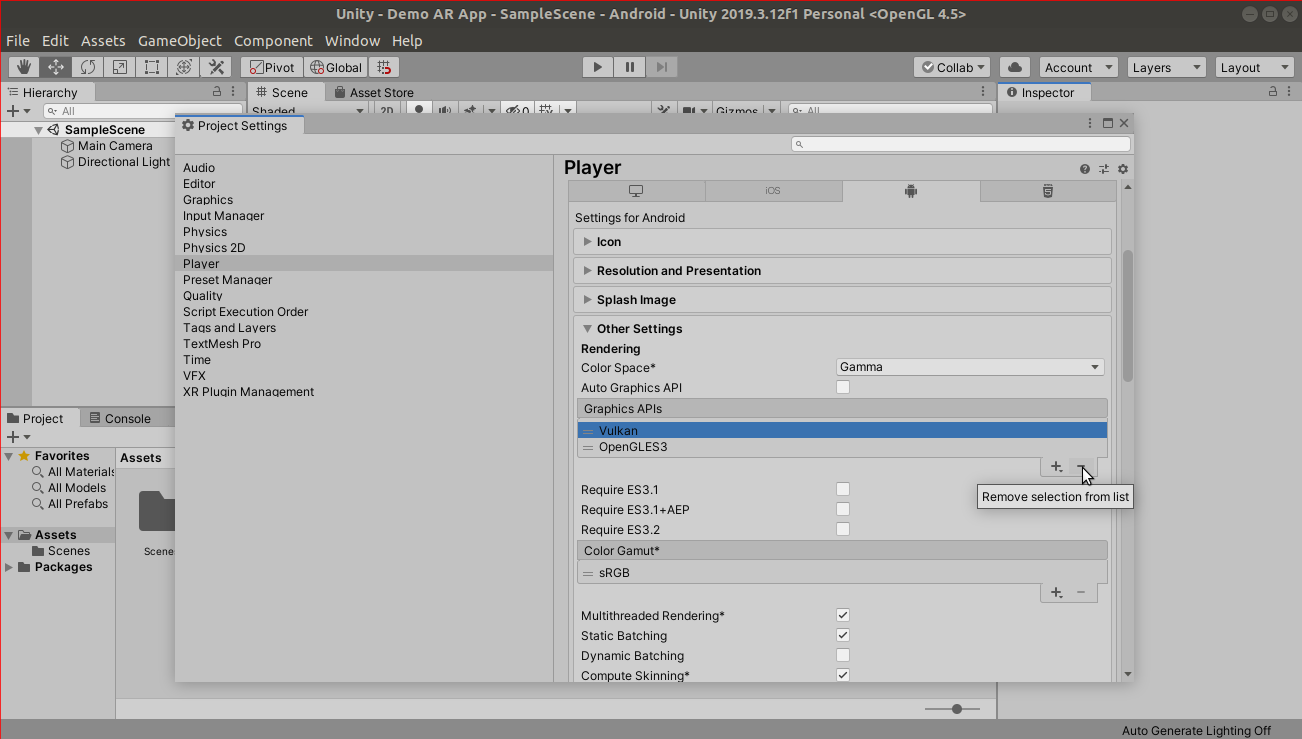 Unity - Demo AR App - SampleScene - Android - Unity 2019.3.12f1 Personal <OpenGL 4.5>
File Edit Assets GameObject Component Window Help
Pivot Global Collab Account Layers Layout
Hierarchy
All
SampleScene
Main Camera
Directional Light
Scene Asset Store
Shaded 2D 0 Gizmos All
Inspector
Project Settings
Audio
Editor
Graphics
Input Manager
Physics
Physics 2D
Player
Preset Manager
Quality
Script Execution Order
Tags and Layers
TextMesh Pro
Time
VFX
XR Plugin Management
Player
iOS
Settings for Android
Icon
Resolution and Presentation
Splash Image
Other Settings
Rendering
Color Space* Gamma
Auto Graphics API
Graphics APIs
Vulkan
OpenGLES3
Remove selection from list
Require ES3.1
Require ES3.1+AEP
Require ES3.2
Color Gamut*
sRGB
Multithreaded Rendering*
Static Batching
Dynamic Batching
Compute Skinning*
Project Console
Favorites
All Materials
All Models
All Prefabs
Assets
Scenes
Packages
Assets
Scene
Auto Generate Lighting Off